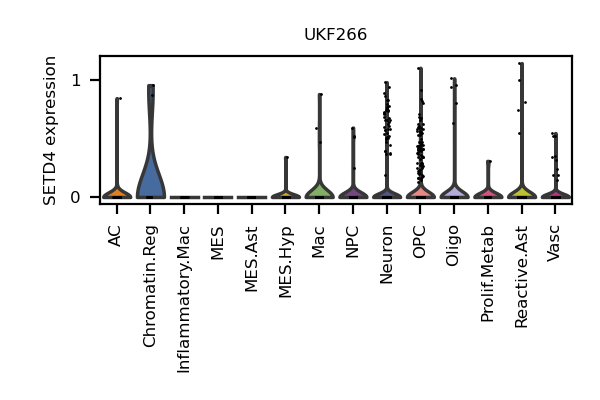 UKF266
SETD4 expression
1
0
AC
Chromatin.Reg
Inflammatory.Mac
MES
MES.Ast
MES.Hyp
Mac
NPC
Neuron
OPC
Oligo
Prolif.Metab
Reactive.Ast
Vasc